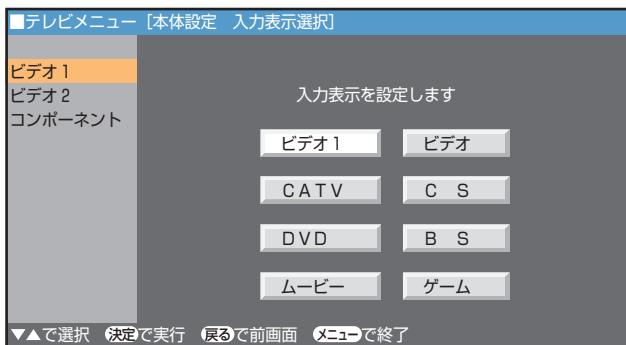 ■テレビメニュー [本体設定　入力表示選択]
ビデオ1
ビデオ2
コンポーネント
入力表示を設定します
ビデオ1　ビデオ
CATV　CS
DVD　BS
ムービー　ゲーム
▼▲で選択　決定で実行　戻るで前画面　メニューで終了